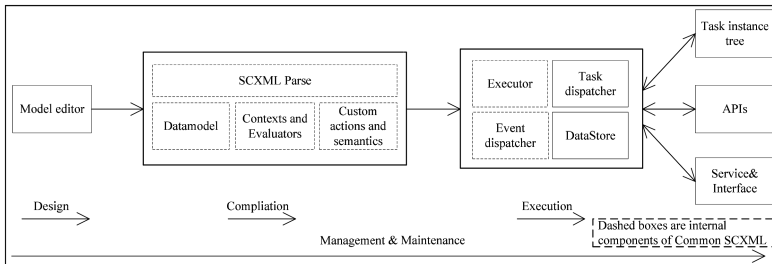 Task instance
tree
SCXML Parse
Executor
Task
dispatcher
Model editor
Datamodel
Contexts and
Evaluators
Custom
actions and
semantics
APIs
Event
dispatcher
DataStore
Service&
Interface
Design
Compliation
Execution
Dashed boxes are internal
components of Common SCXML
Management & Maintenance